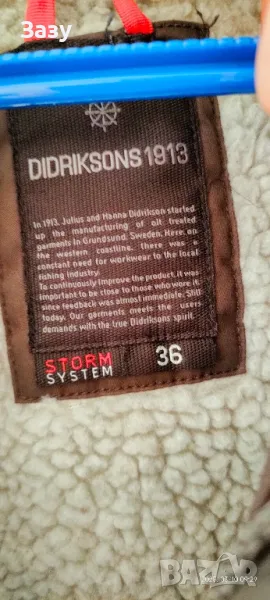 Зазу
DIDRIKSONS 1913
In 1913, Julius and Hanna Didrikson started
up the manufacturing of oil treated
garments in Grundsund, Sweden. Here, on
the western coastline, there was a
constant need for workwear to the local
fishing industry.
To continuously improve the product, it was
important to be close to those who wore it,
since feedback was almost immediate. Still
today. Our garments meets the users
demands with the true Didriksons spirit.
STORM
SYSTEM
36
bazar.bg